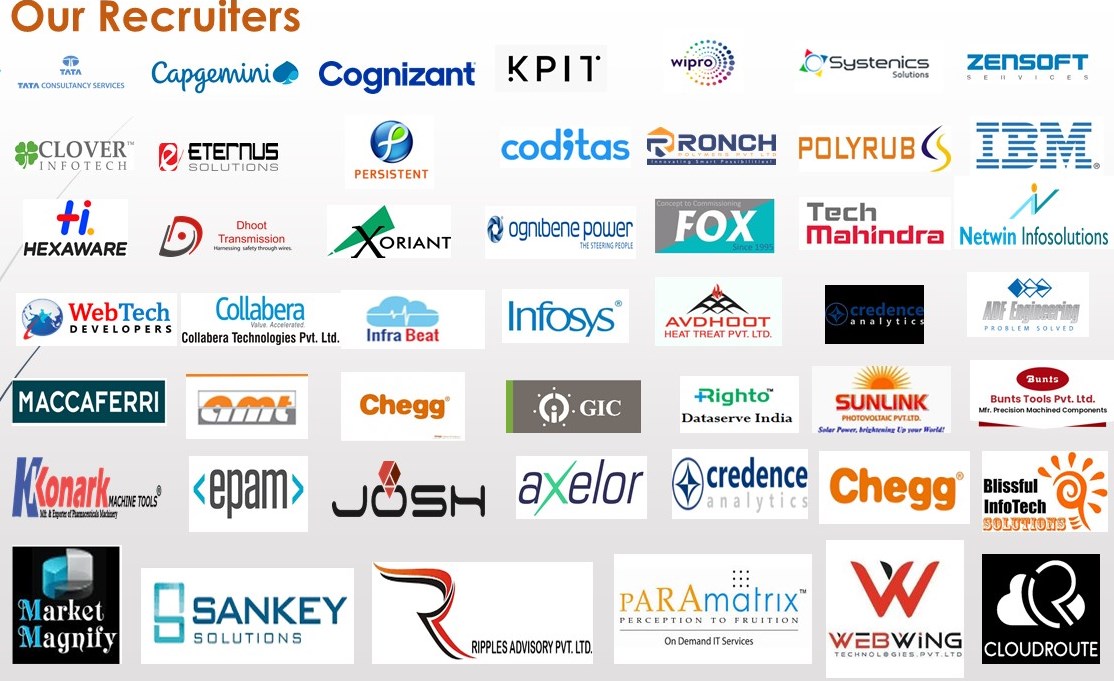 Our Recruiters
TATA
TATA CONSULTANCY SERVICES
Capgemini
Cognizant
KPIT
wipro
Systenics
Solutions
ZENSOFT
SERVICES
CLOVER™
INFOTECH
ETERNUS
SOLUTIONS
PERSISTENT
coditas
RONCH
POLYMERS PVT. LTD
Innovating Smart Possibilities!
POLYRUB
IBM®
Hi.
HEXAWARE
Dhoot
Transmission
Harnessing safety through wires.
XORIANT
ognibene power
THE STEERING PEOPLE
Concept to Commissioning
FOX
Since 1995
Tech
Mahindra
Netwin Infosolutions
WebTech
DEVELOPERS
Collabera
Value. Accelerated.
Collabera Technologies Pvt. Ltd.
Infra Beat
Infosys®
AVDHOOT
HEAT TREAT PVT. LTD.
credence
analytics
ADF Engineering
PROBLEM SOLVED
MACCAFERRI
amt
Chegg®
GIC
Righto™
Dataserve India
SUNLINK
PHOTOVOLTAIC PVT.LTD.
Solar Power, brightening Up your World!
Bunts
Bunts Tools Pvt. Ltd.
Mfr. Precision Machined Components
Konark MACHINE TOOLS®
Mfr. & Exporter of Pharmaceuticals Machinery
<epam>
JOSH
axelor
credence
analytics
Chegg®
Blissful
InfoTech
SOLUTIONS
Market
Magnify
SANKEY
SOLUTIONS
RIPPLES ADVISORY PVT. LTD.
PARAmatrix™
PERCEPTION TO FRUITION
On Demand IT Services
WEBWING
TECHNOLOGIES.PVT.LTD
CLOUDROUTE